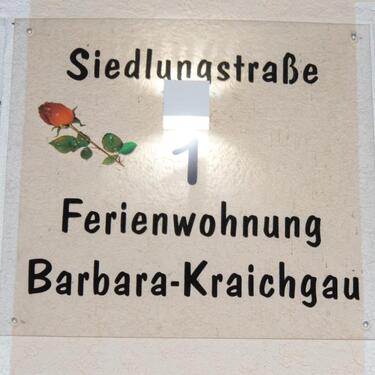 Siedlungstraße
1
Ferienwohnung
Barbara-Kraichgau